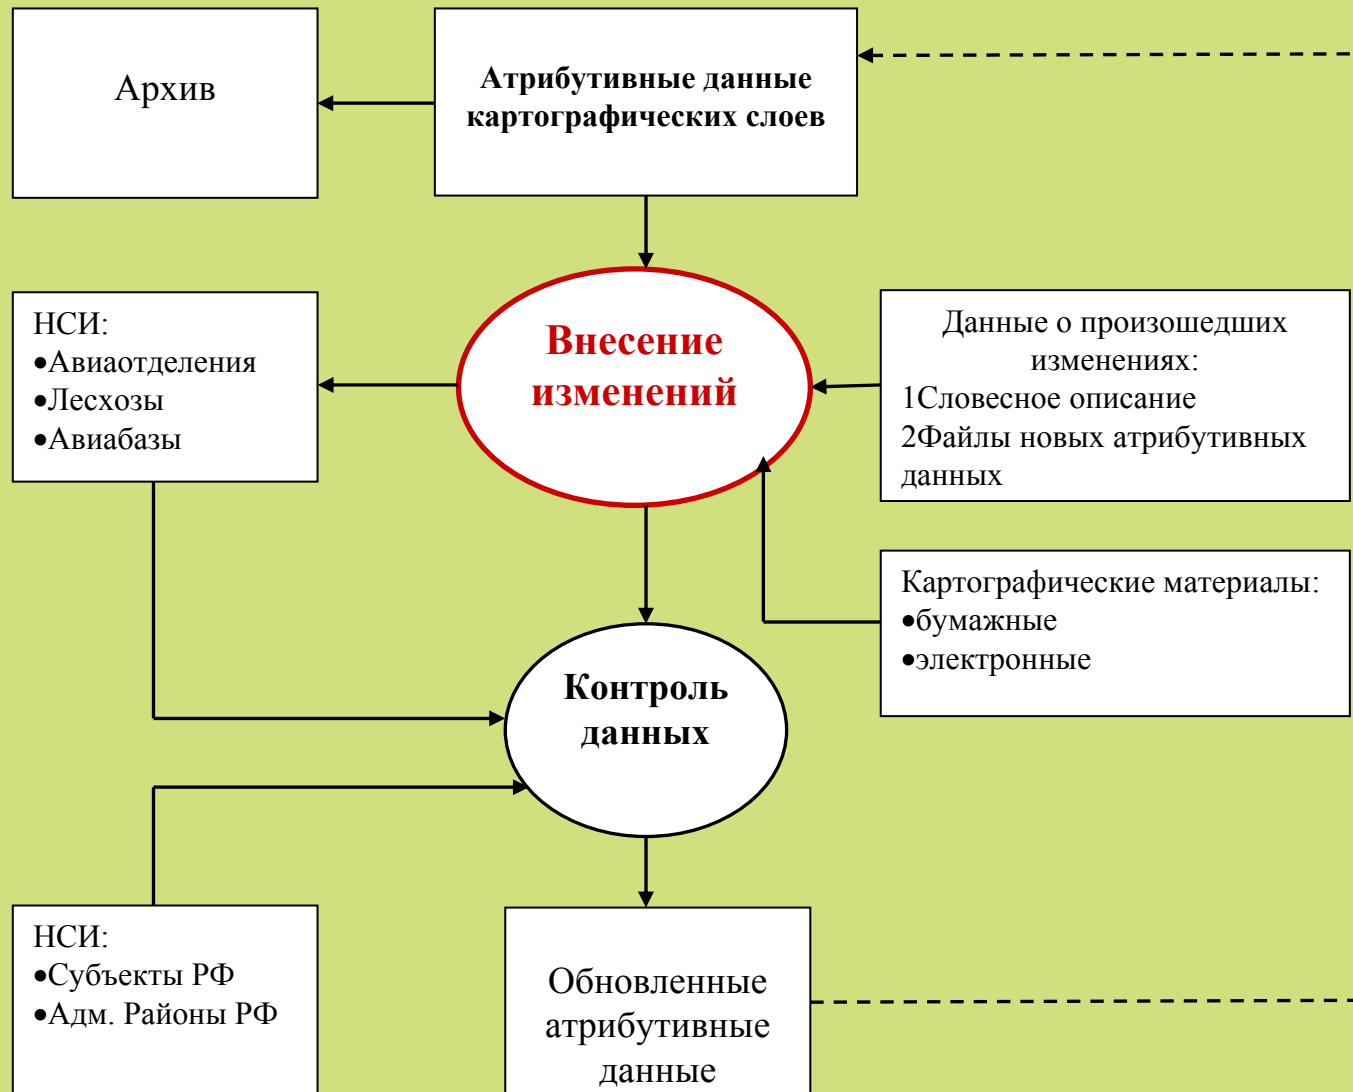 Архив
Атрибутивные данные
картографических слоев
НСИ:
•Авиаотделения
•Лесхозы
•Авиабазы
Внесение
изменений
Данные о произошедших
изменениях:
1Словесное описание
2Файлы новых атрибутивных
данных
Картографические материалы:
•бумажные
•электронные
Контроль
данных
НСИ:
•Субъекты РФ
•Адм. Районы РФ
Обновленные
атрибутивные
данные